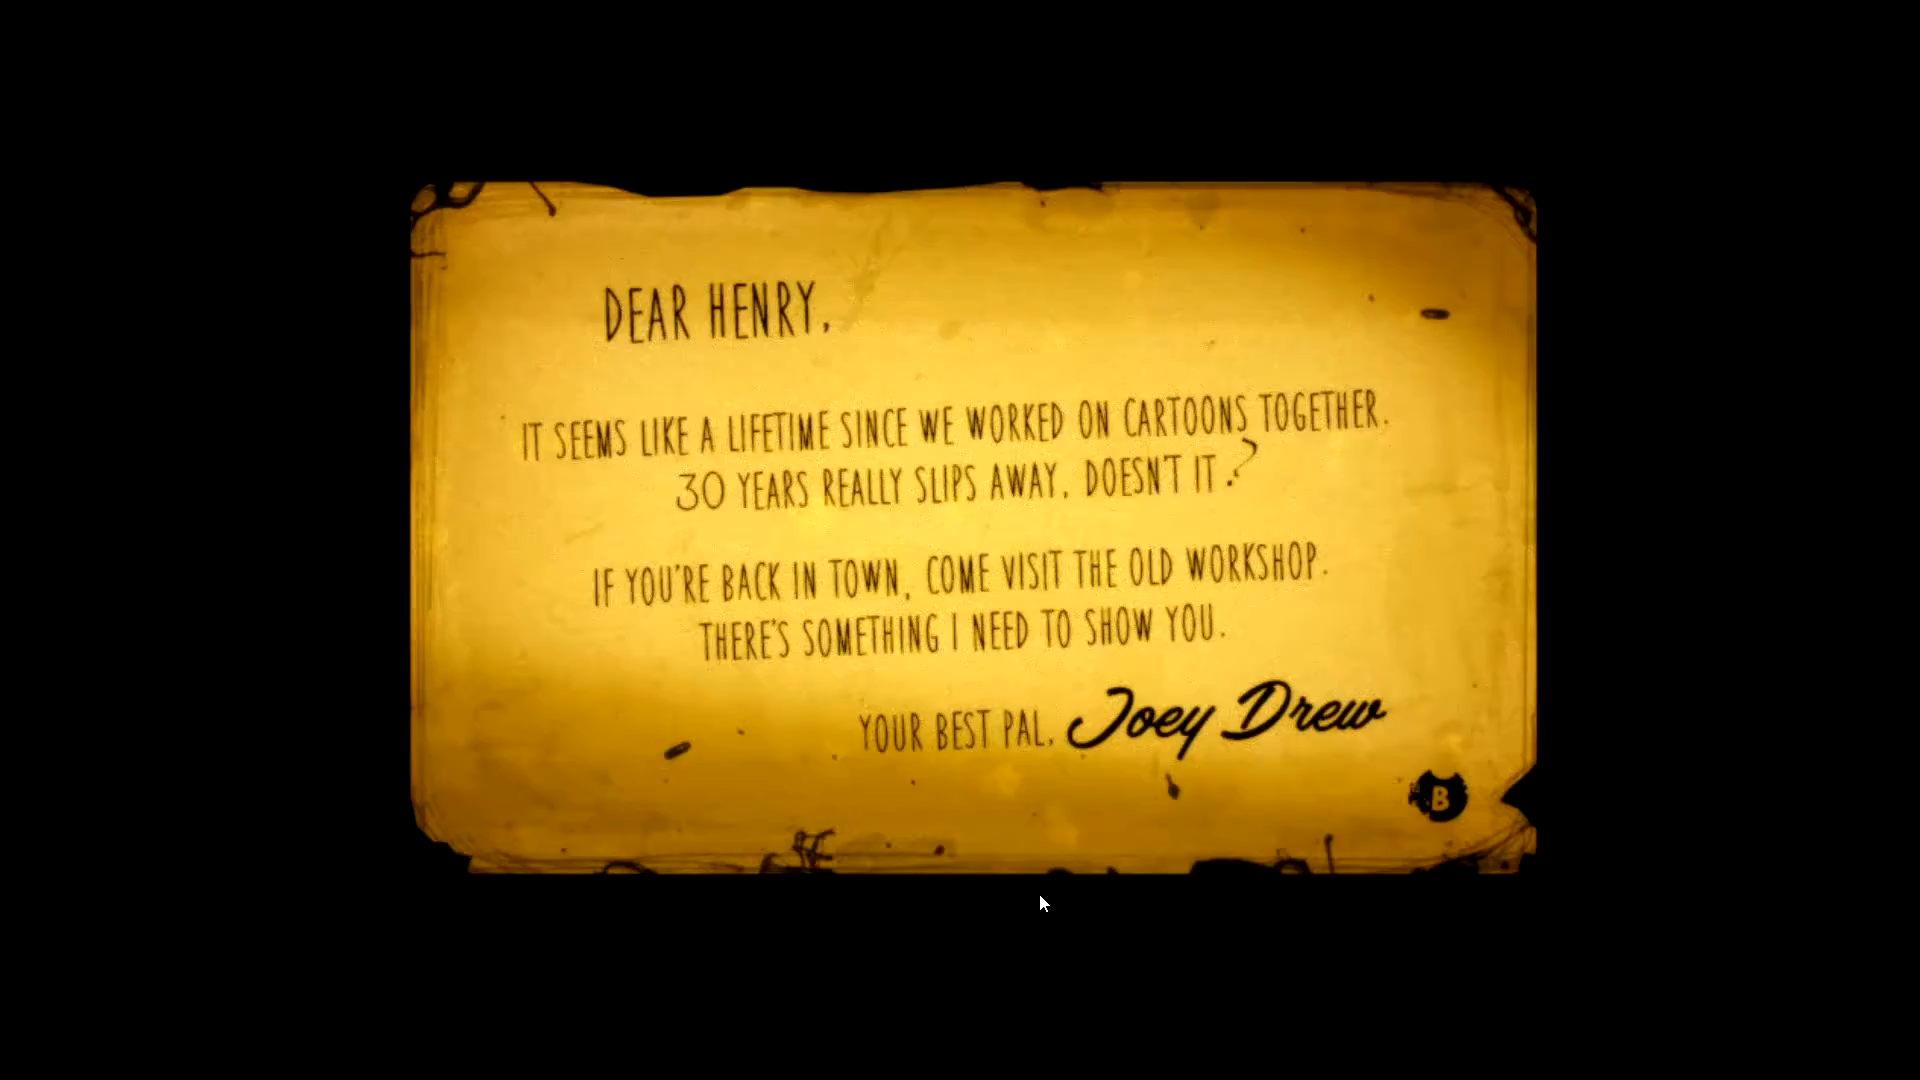 DEAR HENRY,
IT SEEMS LIKE A LIFETIME SINCE WE WORKED ON CARTOONS TOGETHER.
30 YEARS REALLY SLIPS AWAY, DOESN'T IT?
IF YOU'RE BACK IN TOWN, COME VISIT THE OLD WORKSHOP.
THERE'S SOMETHING I NEED TO SHOW YOU.
YOUR BEST PAL, Joey Drew
B